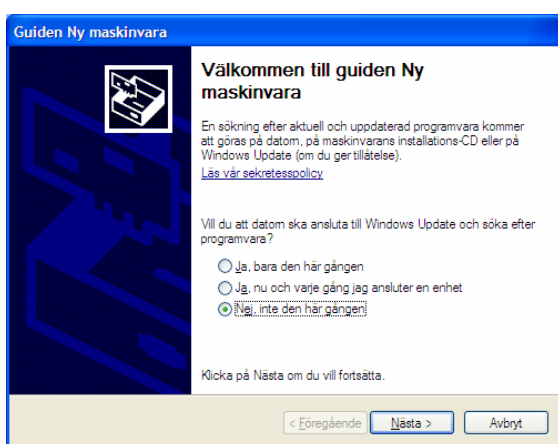 Guiden Ny maskinvara
Välkommen till guiden Ny
maskinvara
En sökning efter aktuell och uppdaterad programvara kommer
att göras på datorn, på maskinvarans installations-CD eller på
Windows Update (om du ger tillåtelse).
Läs vår sekretesspolicy
Vill du att datorn ska ansluta till Windows Update och söka efter
programvara?
Ja, bara den här gången
Ja, nu och varje gång jag ansluter en enhet
Nej, inte den här gången
Klicka på Nästa om du vill fortsätta.
< Föregående
Nästa >
Avbryt